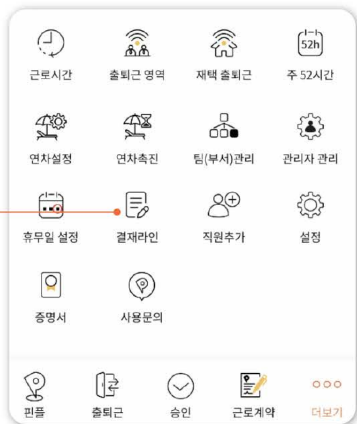 52h
근로시간 출퇴근 영역 재택 출퇴근 주 52시간
연차설정 연차촉진 팀(부서)관리 관리자 관리
휴무일 설정 결재라인 직원추가 설정
증명서 사용문의
핀플 출퇴근 승인 근로계약 더보기